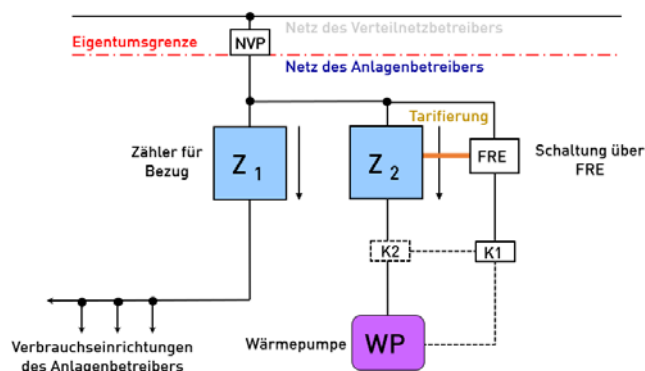 Netz des Verteilnetzbetreibers
Eigentumsgrenze
NVP
Netz des Anlagenbetreibers
Tarifierung
Zähler für
Bezug
Z 1
Z 2
FRE
Schaltung über
FRE
K2
K1
Wärmepumpe
WP
Verbrauchseinrichtungen
des Anlagenbetreibers